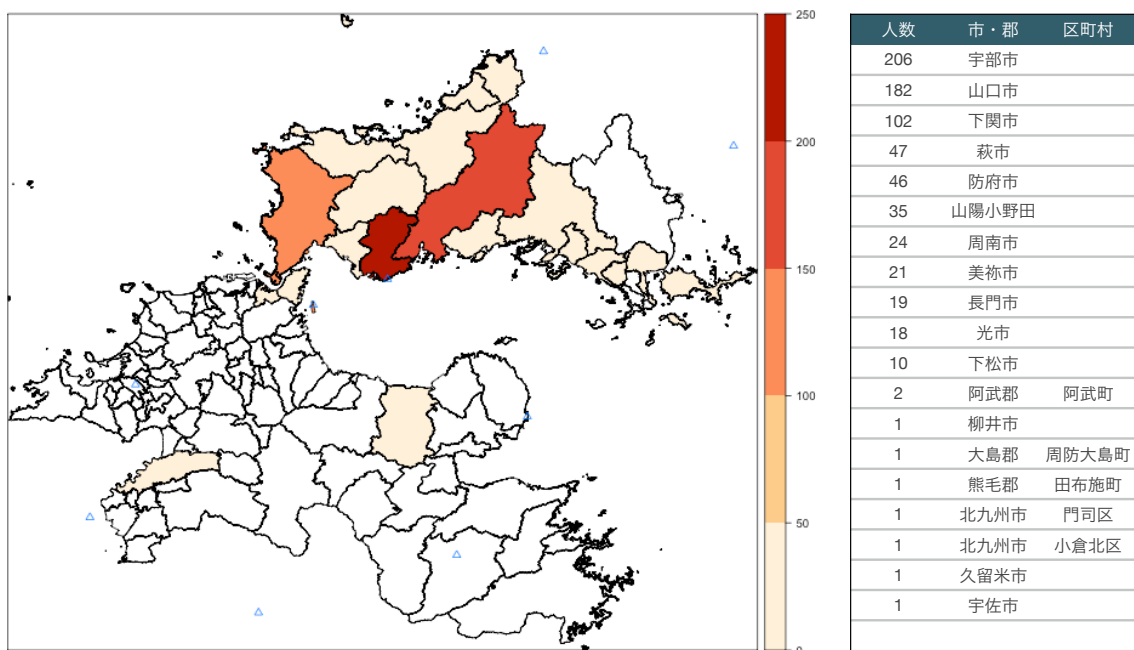 250
200
150
100
50
0
人数 市・郡 区町村
206 宇部市
182 山口市
102 下関市
47 萩市
46 防府市
35 山陽小野田
24 周南市
21 美祢市
19 長門市
18 光市
10 下松市
2 阿武郡 阿武町
1 柳井市
1 大島郡 周防大島町
1 熊毛郡 田布施町
1 北九州市 門司区
1 北九州市 小倉北区
1 久留米市
1 宇佐市